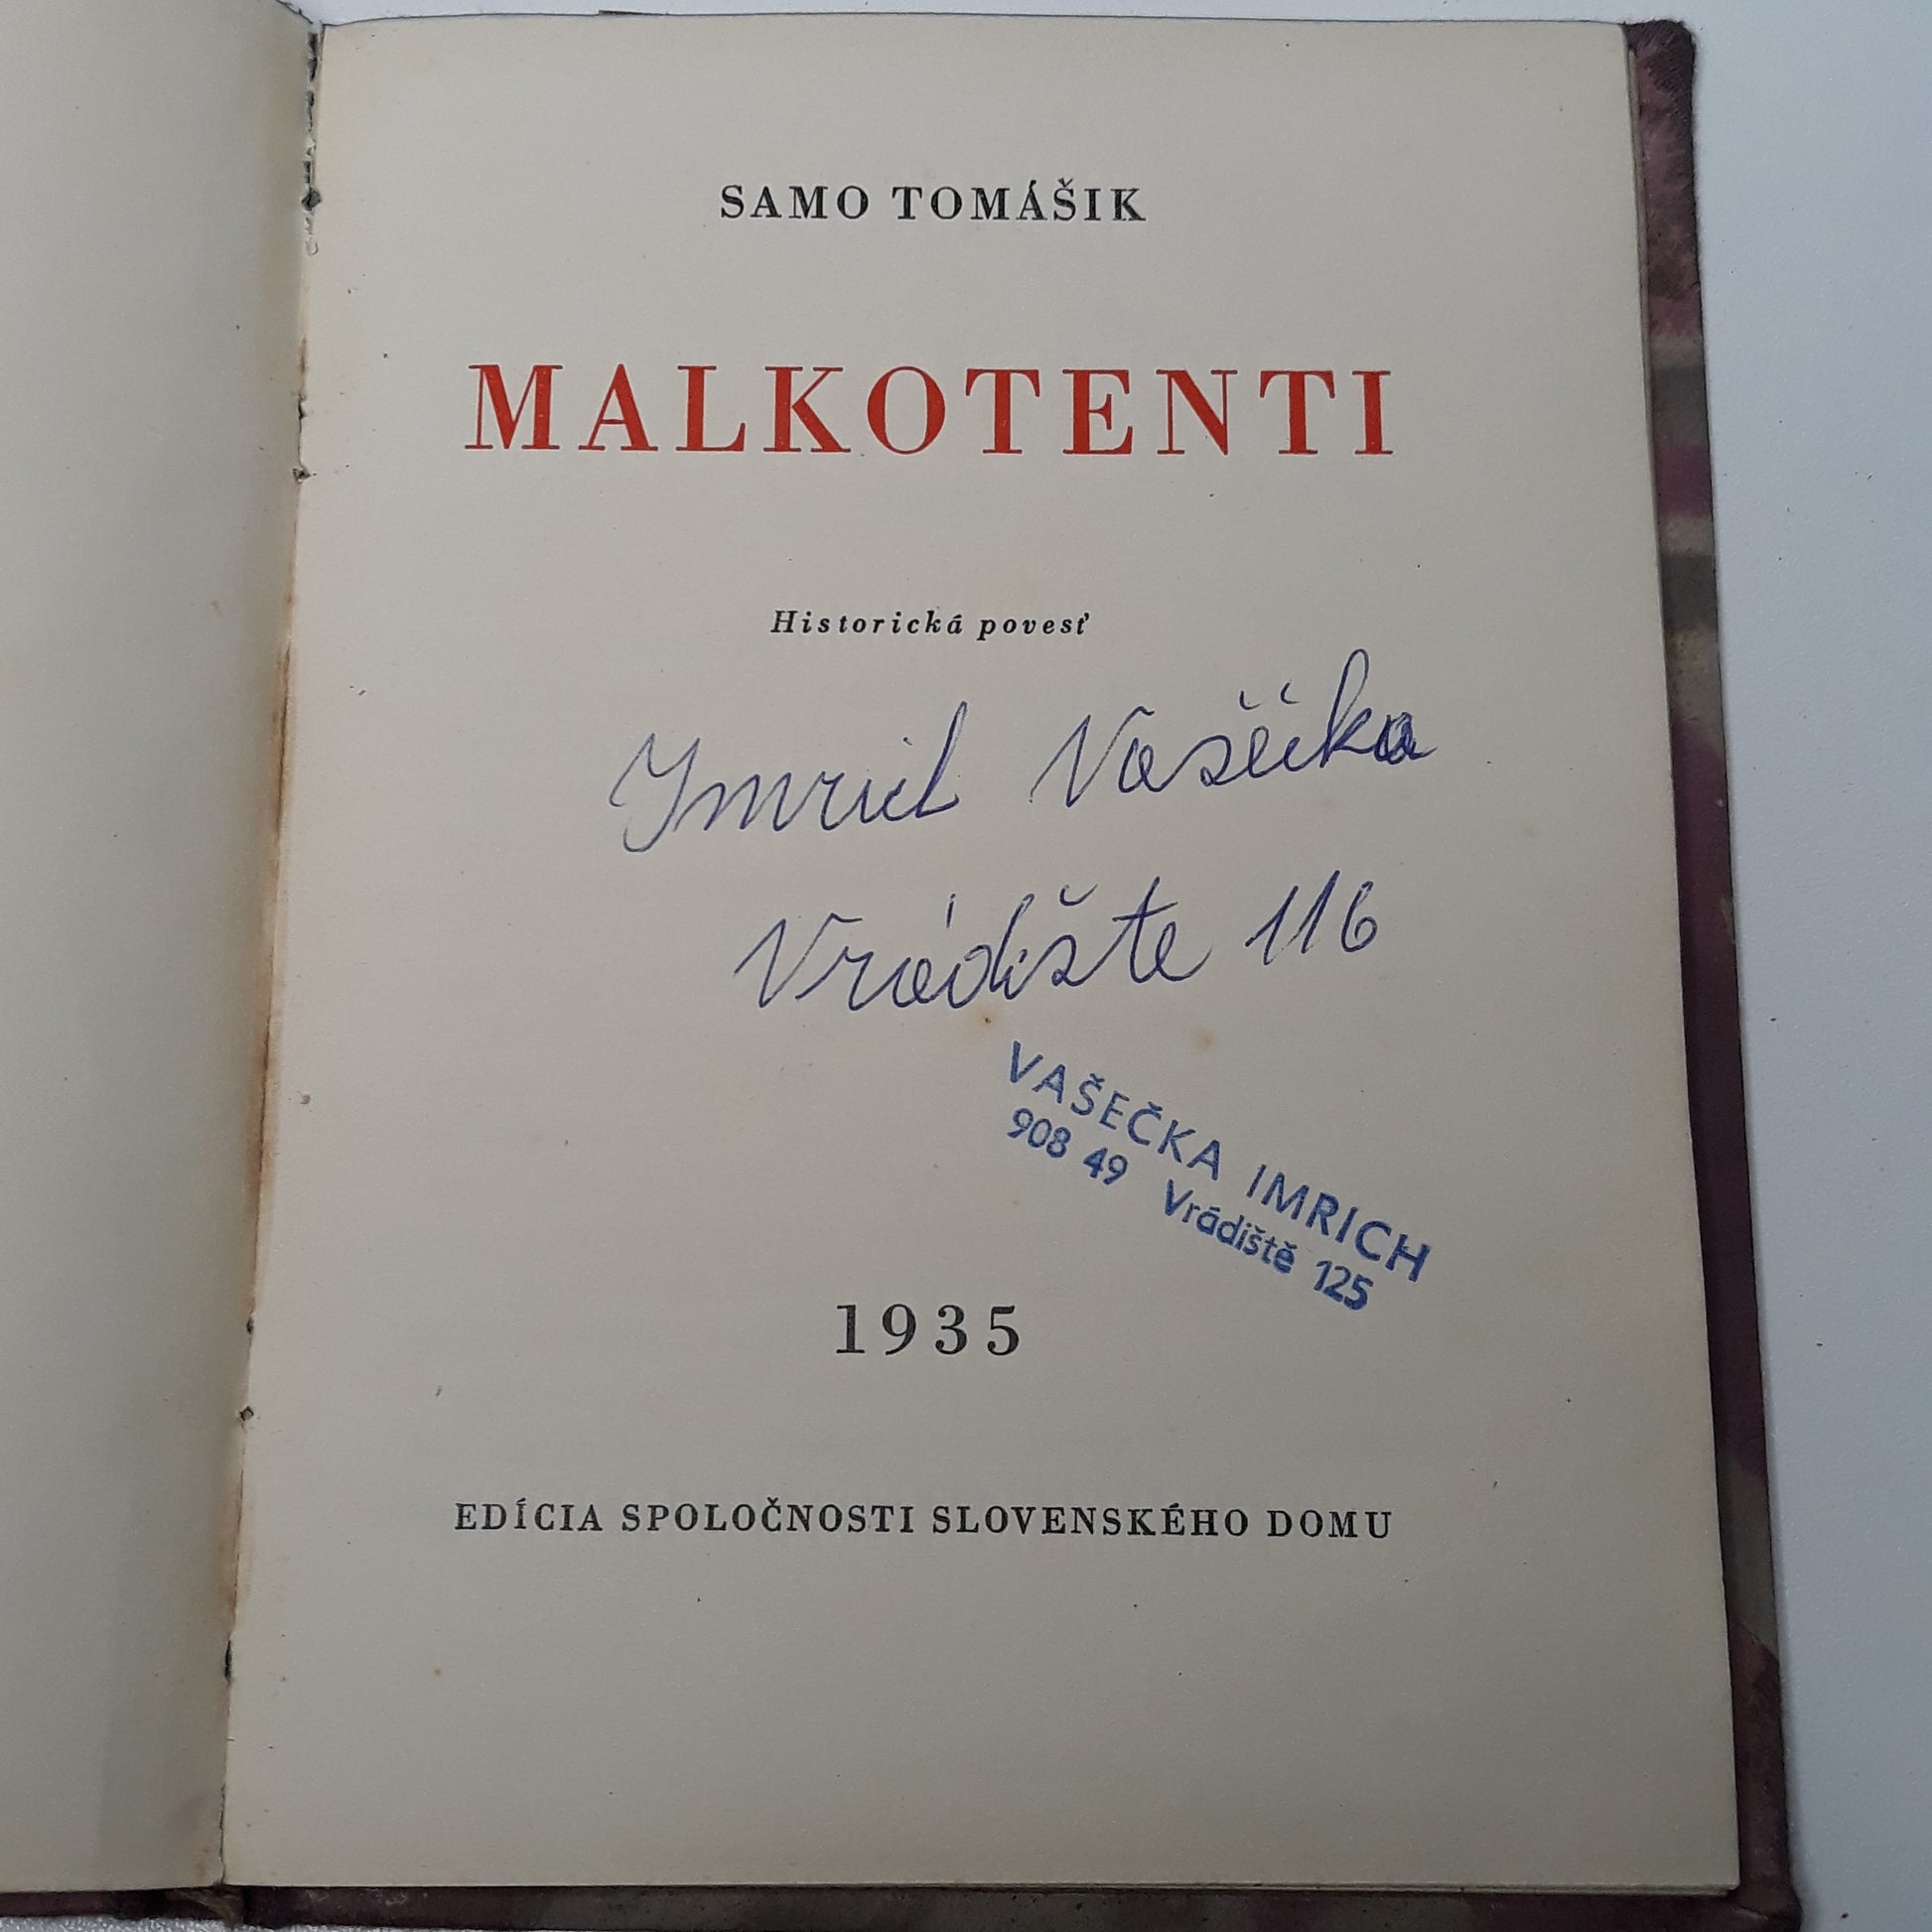 SAMO TOMÁŠIK
MALKOTENTI
Historická povesť
Imrich Vašečka
Vrádište 116
VAŠEČKA IMRICH
908 49 Vrádiště 125
1935
EDÍCIA SPOLOČNOSTI SLOVENSKÉHO DOMU